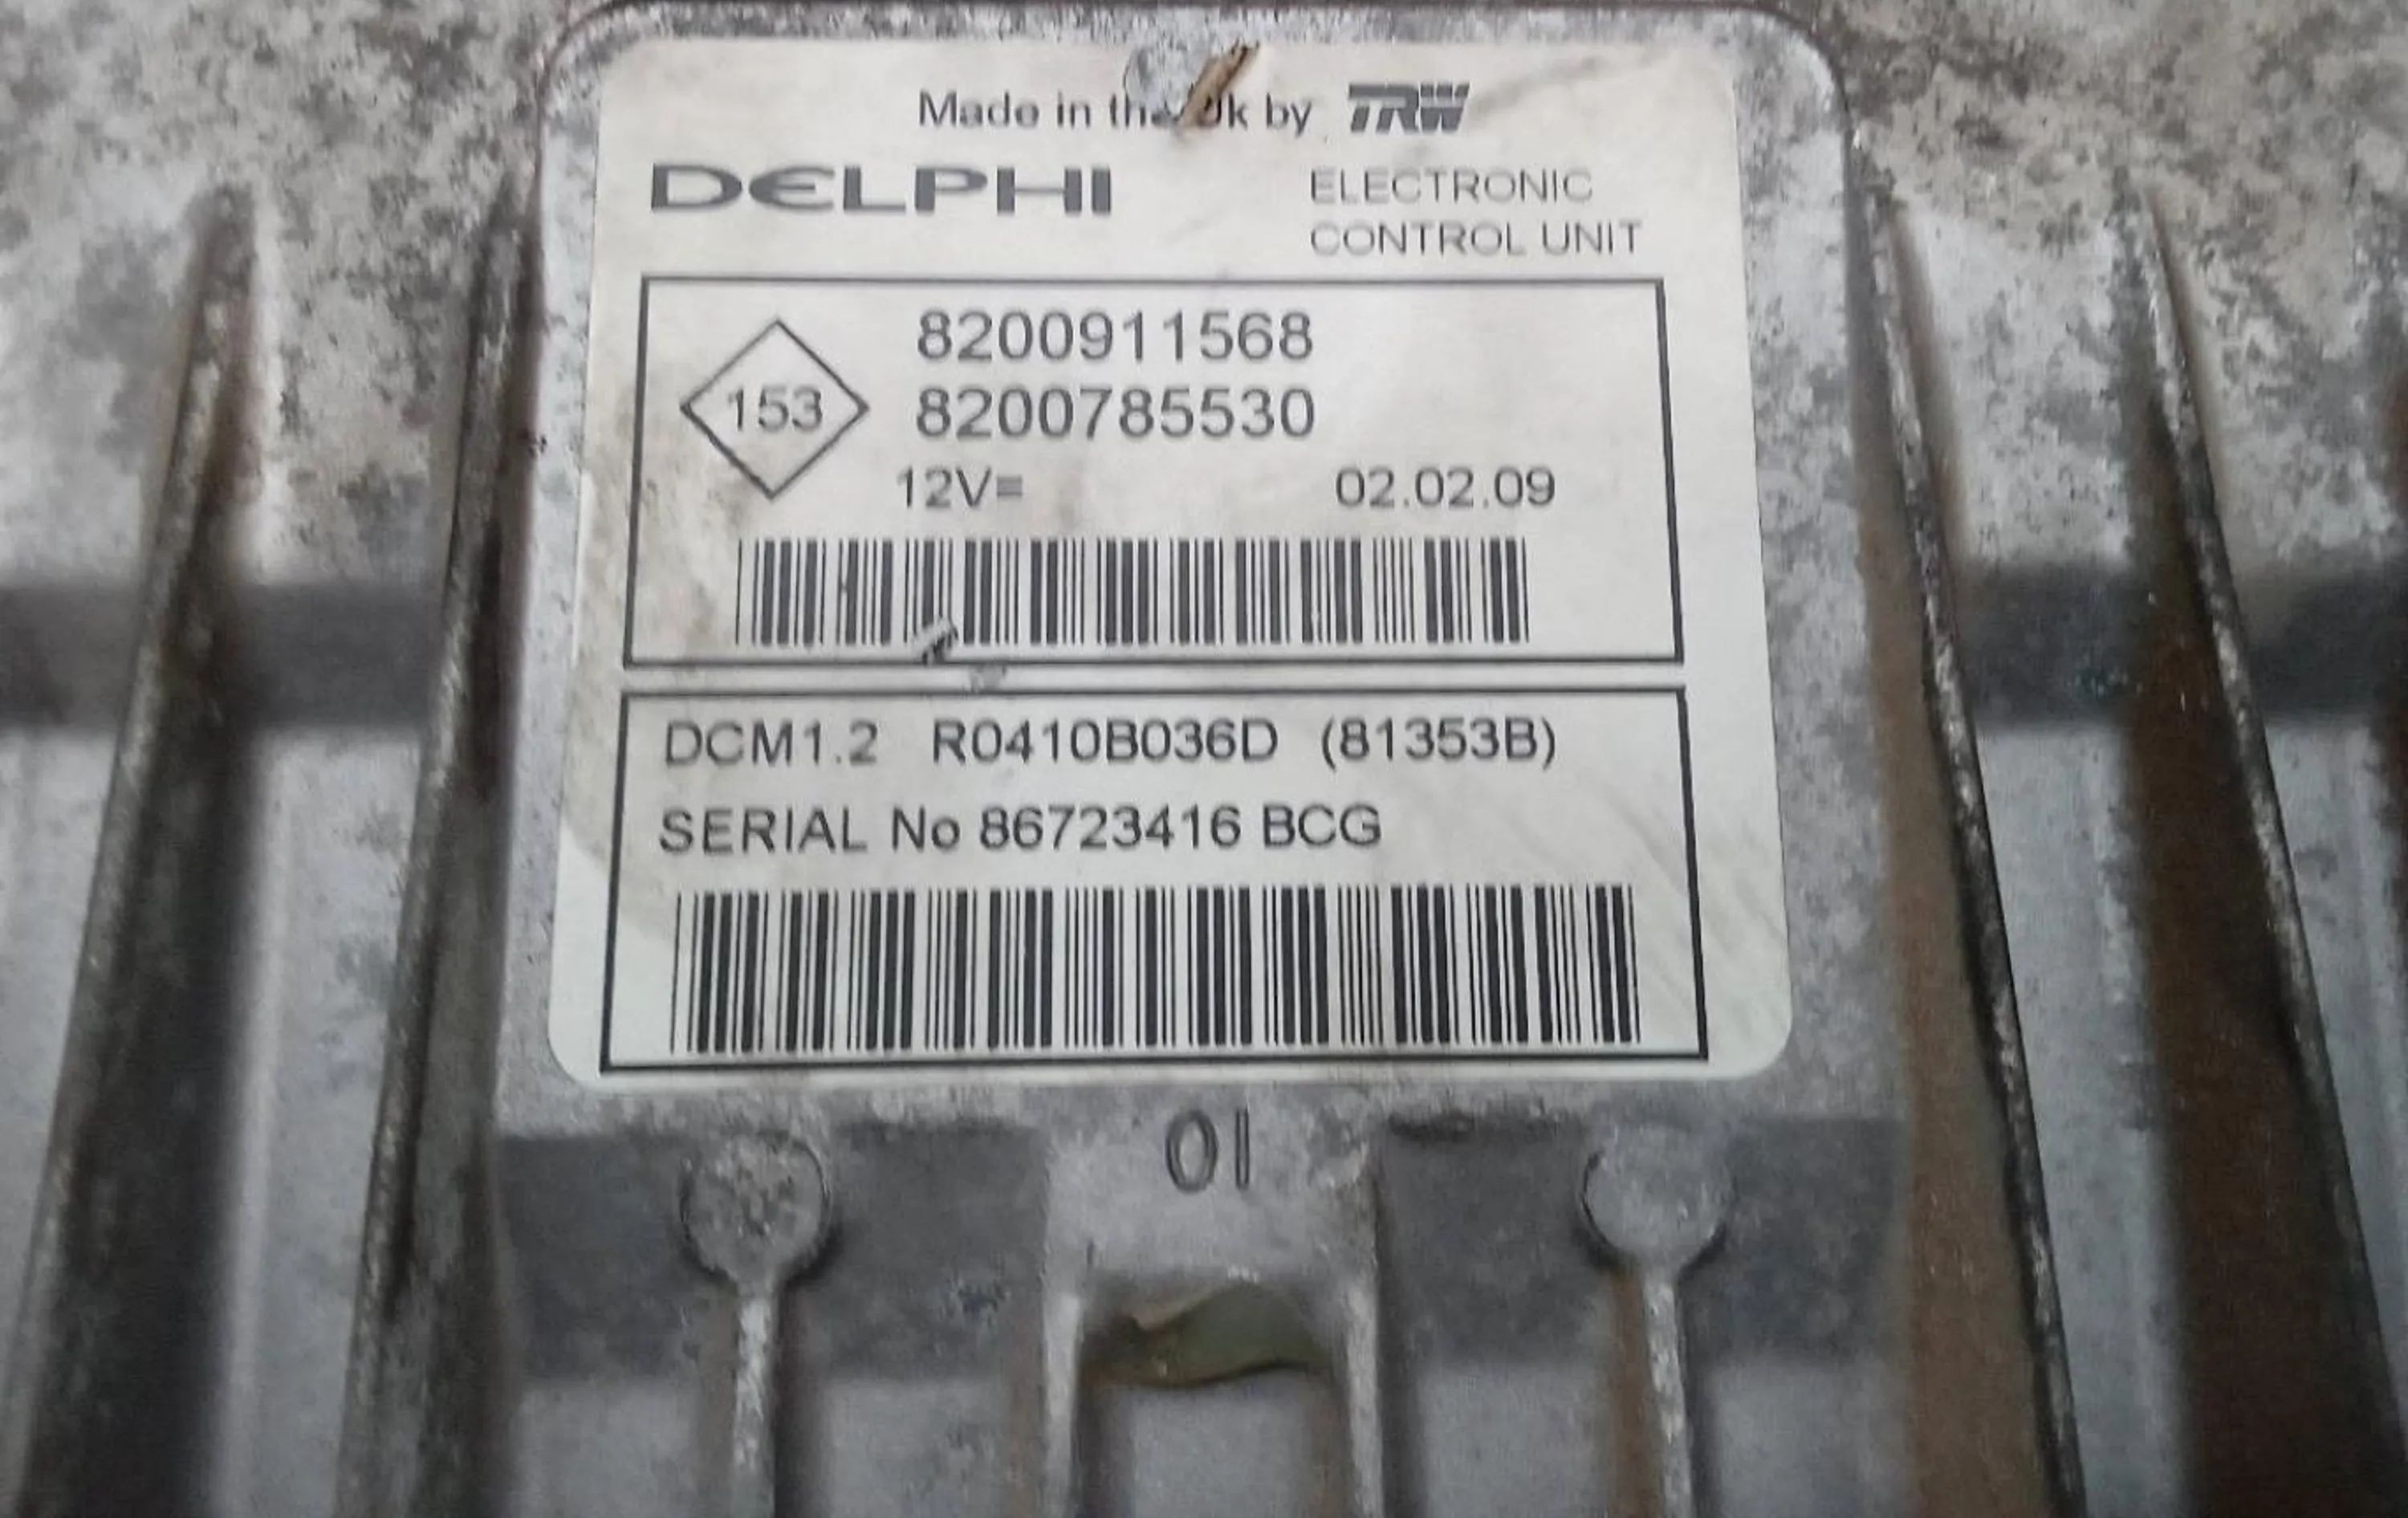 Made in the Uk by TRW
DELPHI
ELECTRONIC
CONTROL UNIT
8200911568
153
8200785530
12V=
02.02.09
DCM1.2 R0410B036D (81353B)
SERIAL No 86723416 BCG
01